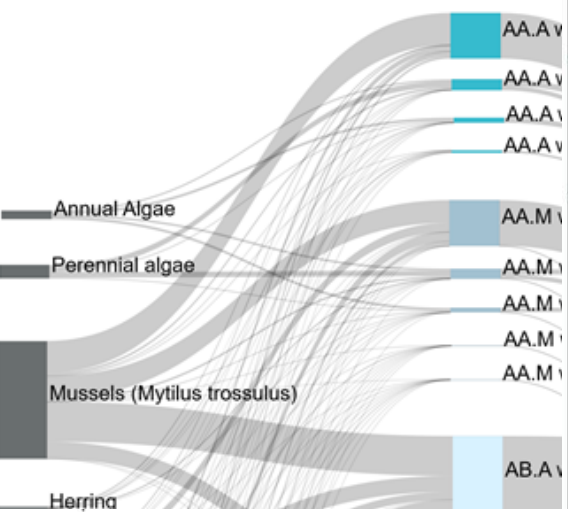 AA.A
AA.A
AA.A
AA.A
Annual Algae
AA.M
Perennial algae
AA.M
AA.M
AA.M
AA.M
Mussels (Mytilus trossulus)
AB.A
Herring